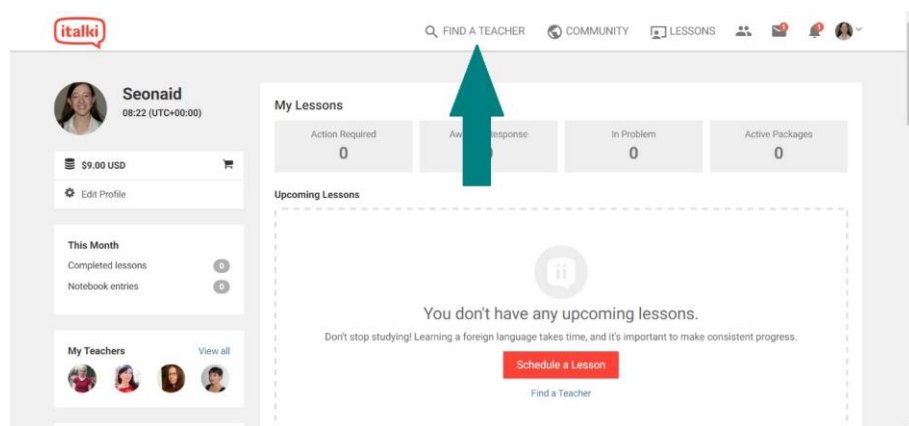 italki
FIND A TEACHER COMMUNITY LESSONS
Seonaid
08:22 (UTC+00:00)
$9.00 USD
Edit Profile
This Month
Completed lessons 0
Notebook entries 0
My Teachers View all
My Lessons
Action Required In Problem Active Packages
0 0 0
Upcoming Lessons
You don't have any upcoming lessons.
Don't stop studying! Learning a foreign language takes time, and it's important to make consistent progress.
Schedule a Lesson
Find a Teacher